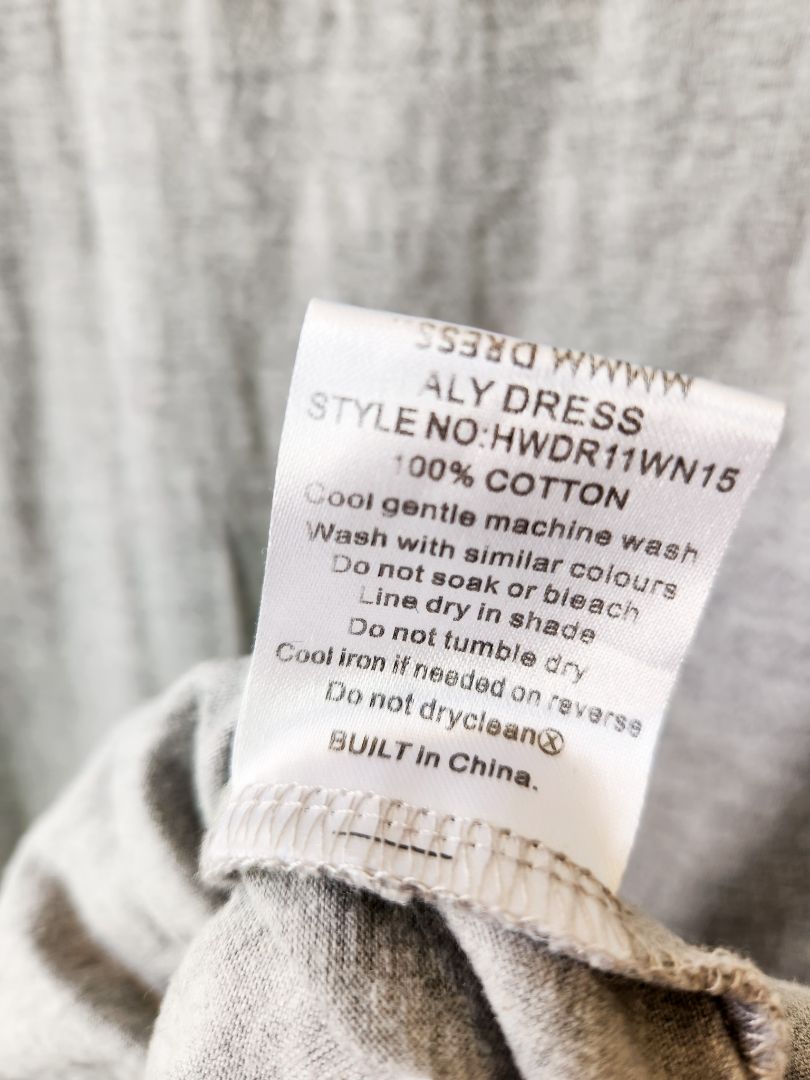 ALY DRESS
STYLE NO:HWDR11WN15
100% COTTON
Cool gentle machine wash
Wash with similar colours
Do not soak or bleach
Line dry in shade
Do not tumble dry
Cool iron if needed on reverse
Do not dryclean Ⓧ
BUILT in China.